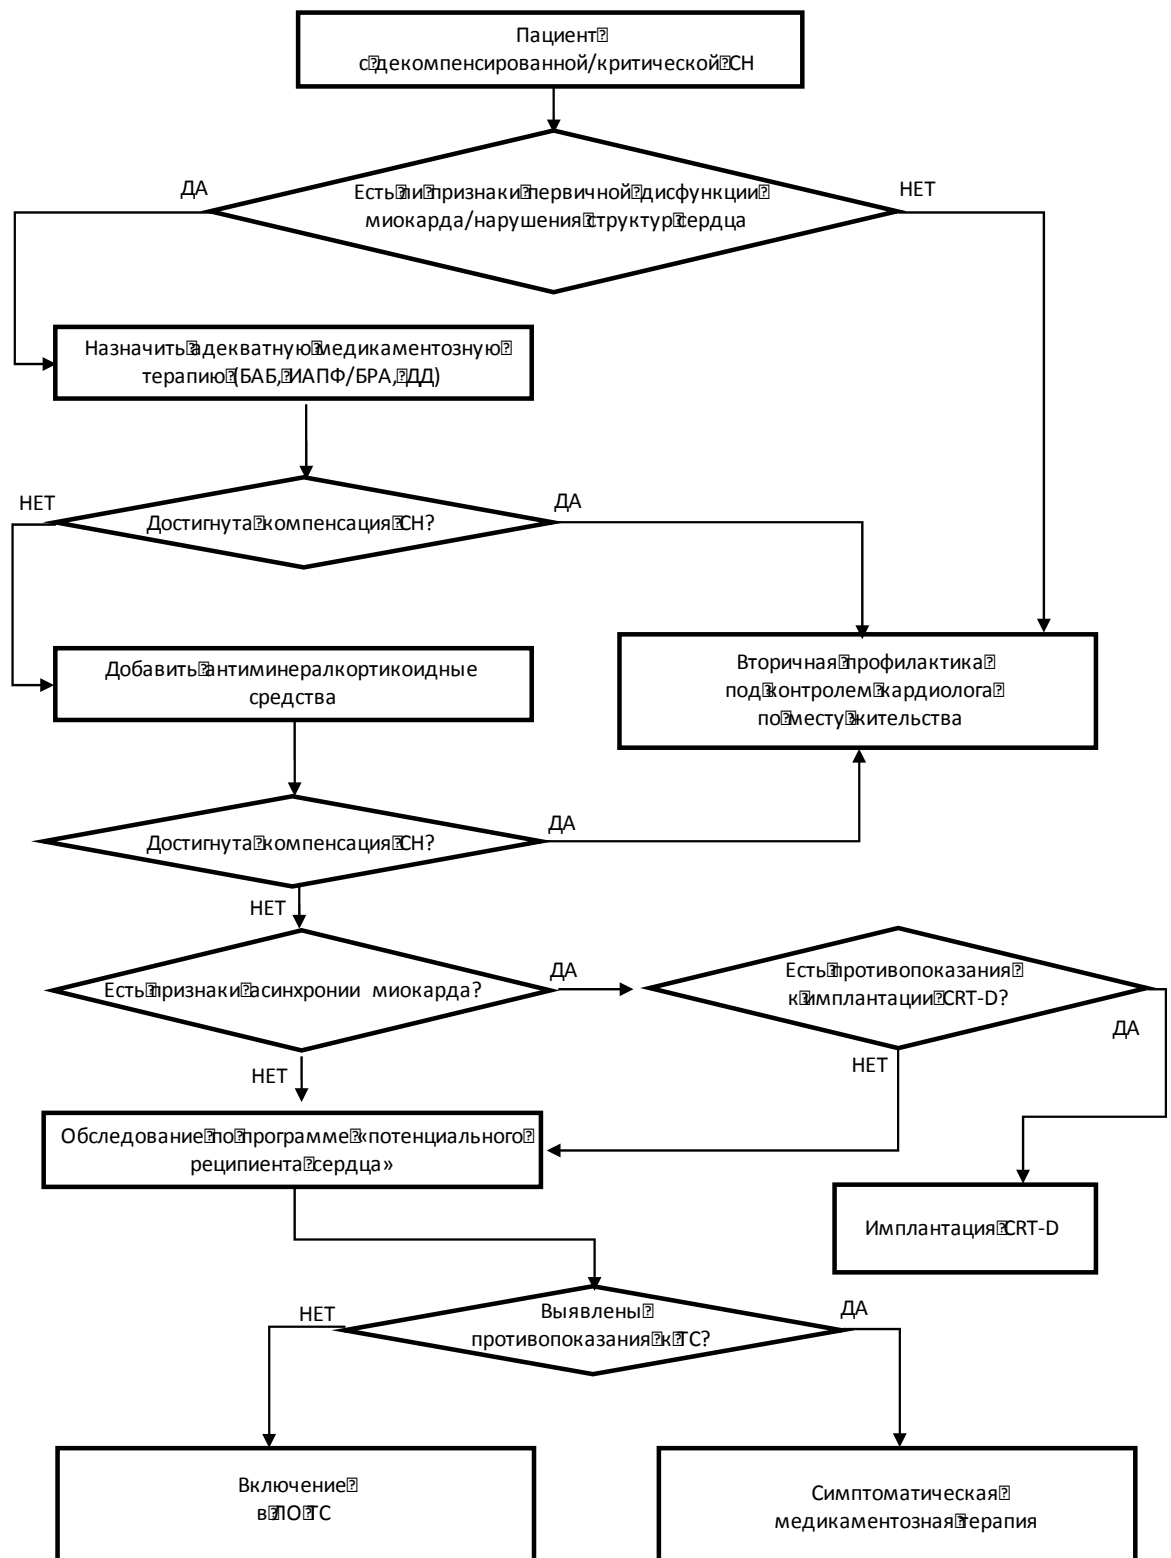 Пациент
с декомпенсированной/критической СН
ДА
НЕТ
Есть ли признаки первичной дисфункции
миокарда/нарушения структур сердца
Назначить адекватную медикаментозную
терапию (БАБ, ИАПФ/БРА, ДД)
НЕТ
ДА
Достигнута компенсация СН?
Добавить антиминералкортикоидные
средства
Вторичная профилактика
под контролем кардиолога
по месту жительства
ДА
Достигнута компенсация СН?
НЕТ
ДА
Есть признаки асинхронии миокарда?
Есть противопоказания
к имплантации CRT-D?
ДА
НЕТ
НЕТ
Обследование по программе «потенциального
реципиента сердца»
Имплантация CRT-D
НЕТ
ДА
Выявлены
противопоказания к ТС?
Включение
в ЛО ТС
Симптоматическая
медикаментозная терапия